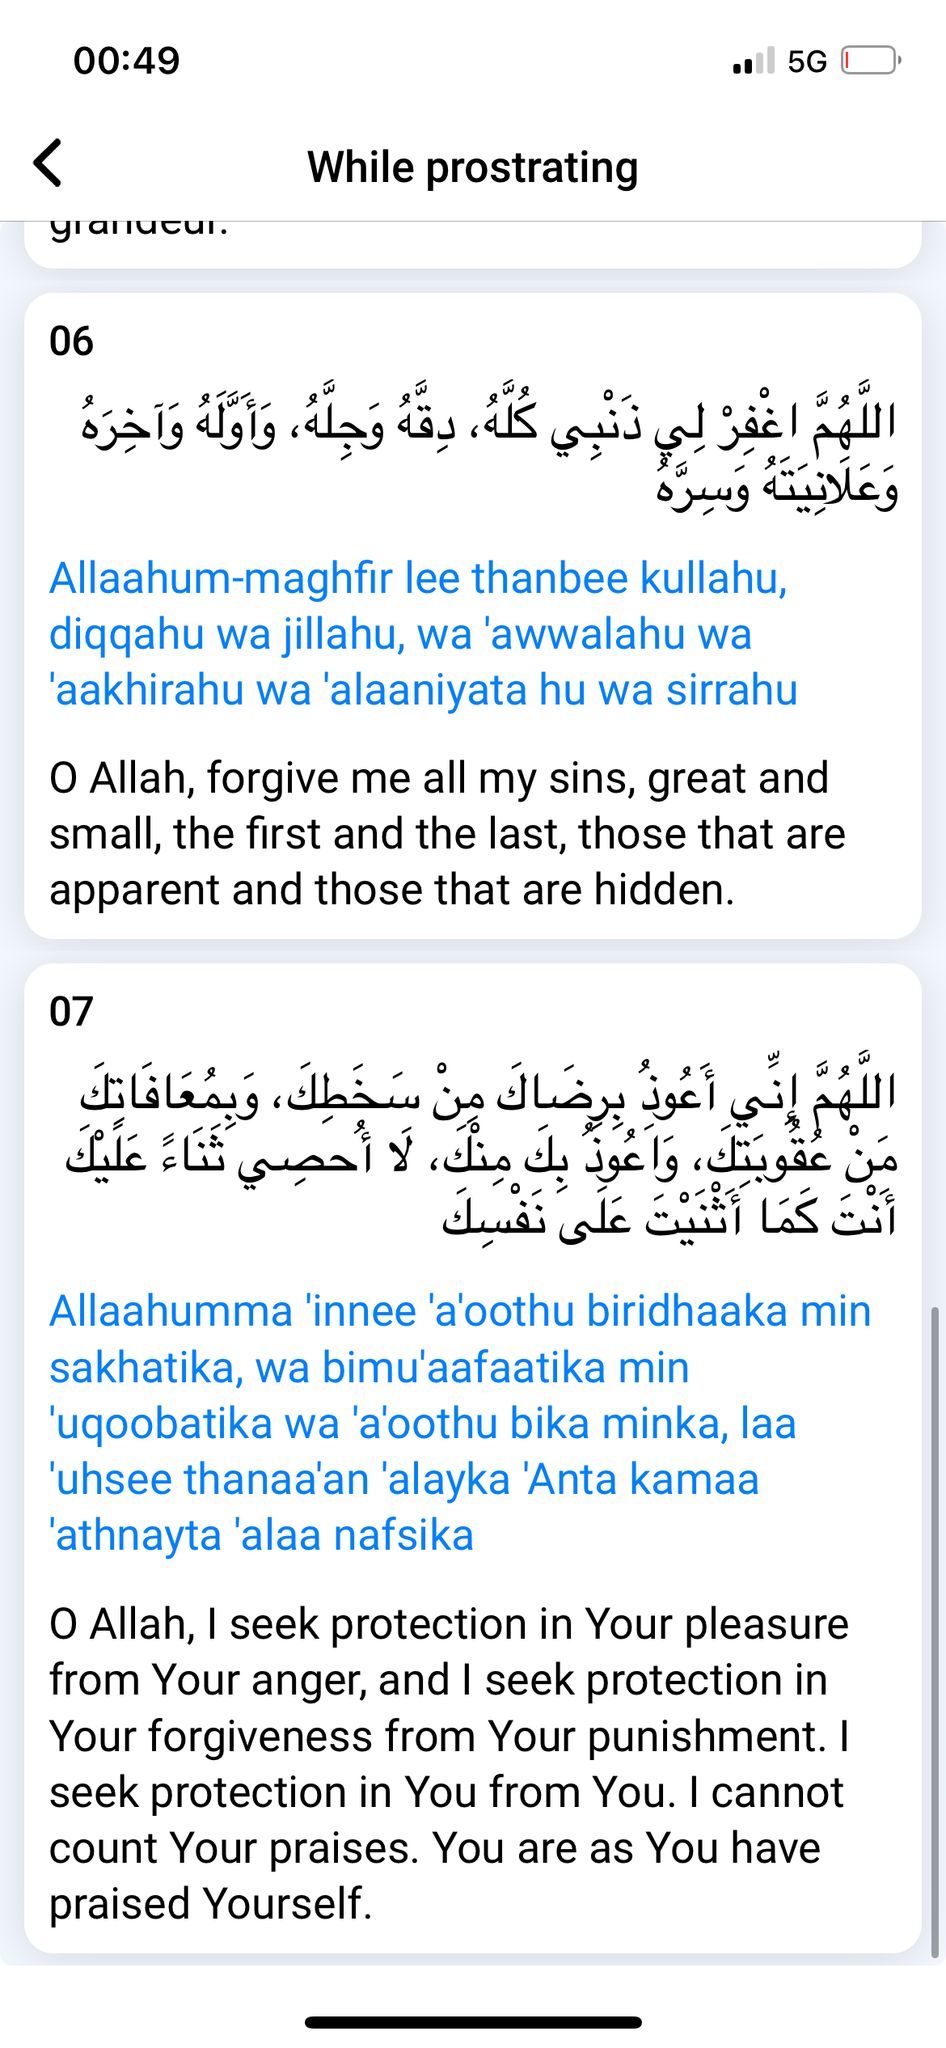 00:49
5G
While prostrating
grandeur.
06
اللَّهُمَّ اغْفِرْ لِي ذَنْبِي كُلَّهُ، دِقَّهُ وَجِلَّهُ، وَأَوَّلَهُ وَآخِرَهُ
وَعَلَانِيَتَهُ وَسِرَّهُ
Allaahum-maghfir lee thanbee kullahu,
diqqahu wa jillahu, wa 'awwalahu wa
'aakhirahu wa 'alaaniyata hu wa sirrahu
O Allah, forgive me all my sins, great and
small, the first and the last, those that are
apparent and those that are hidden.
07
اللَّهُمَّ إِنِّي أَعُوذُ بِرِضَاكَ مِنْ سَخَطِكَ، وَبِمُعَافَاتِكَ
مَنْ عُقُوبَتِكَ، وَاَعُوذُ بِكَ مِنْكَ، لَا أُحصِي ثَنَاءً عَلَيْكَ
أَنْتَ كَمَا أَثْنَيْتَ عَلَى نَفْسِكَ
Allaahumma 'innee 'a'oothu biridhaaka min
sakhatika, wa bimu'aafaatika min
'uqoobatika wa 'a'oothu bika minka, laa
'uhsee thanaa'an 'alayka 'Anta kamaa
'athnayta 'alaa nafsika
O Allah, I seek protection in Your pleasure
from Your anger, and I seek protection in
Your forgiveness from Your punishment. I
seek protection in You from You. I cannot
count Your praises. You are as You have
praised Yourself.